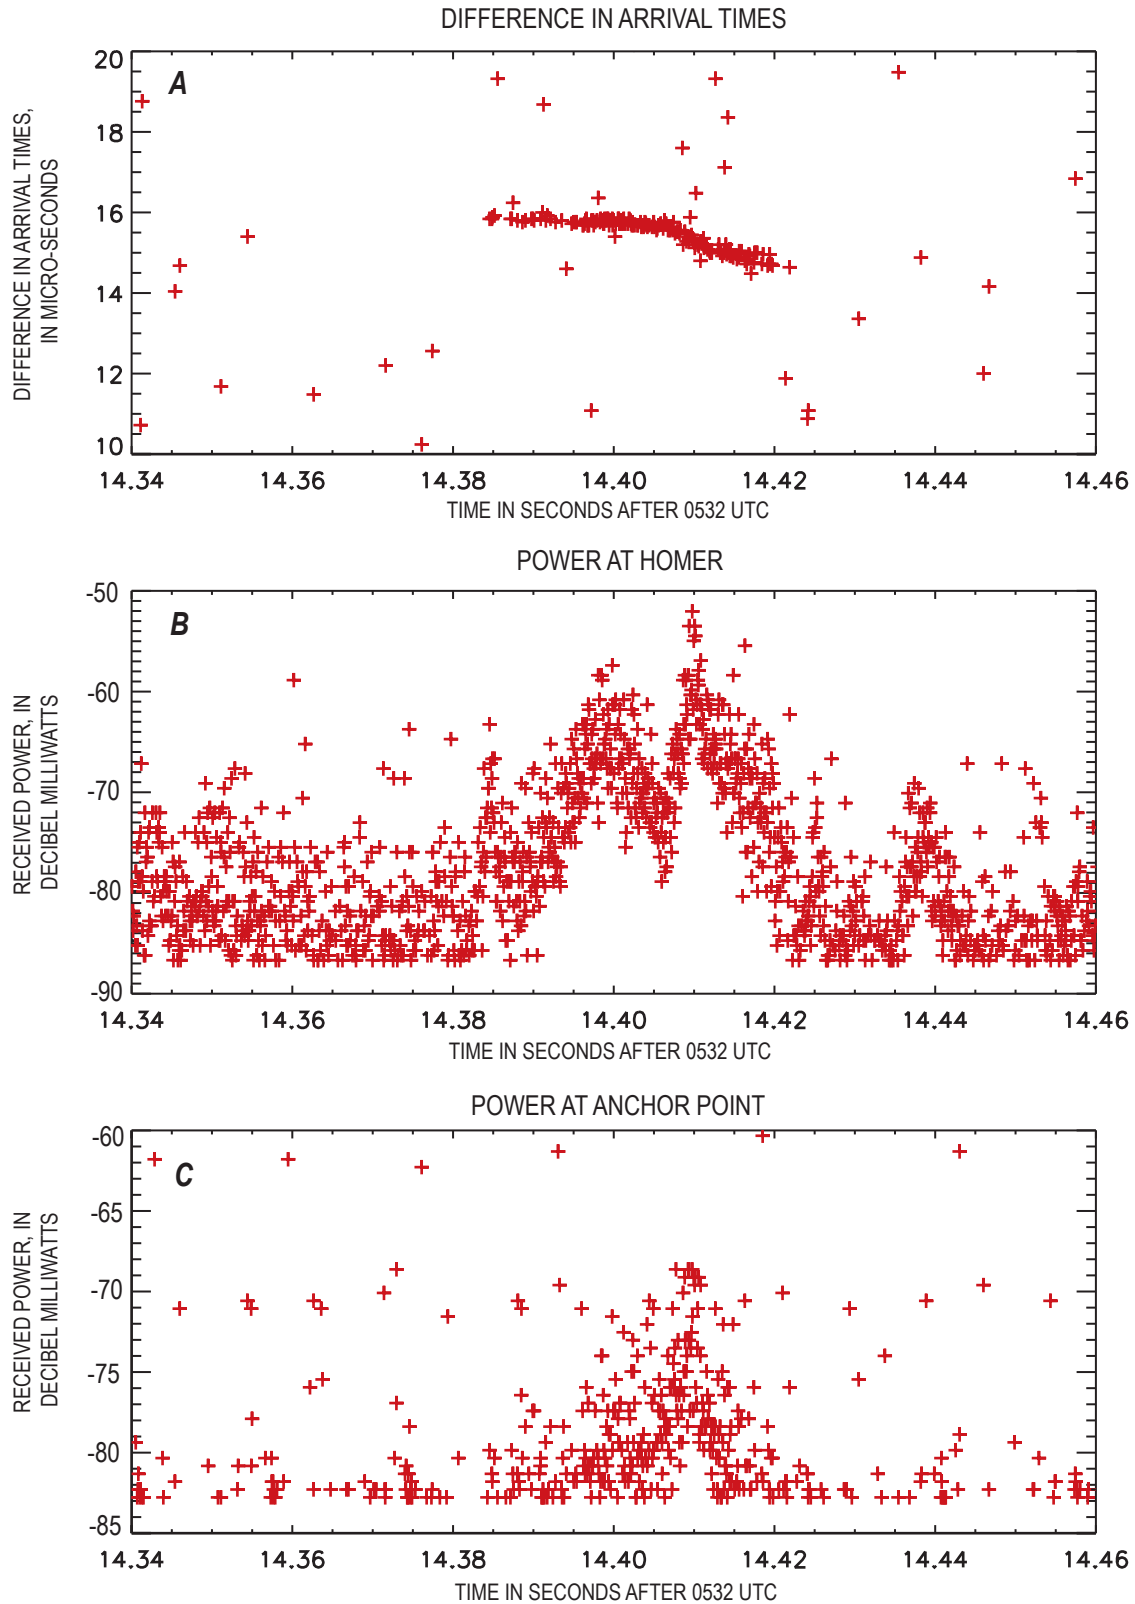 DIFFERENCE IN ARRIVAL TIMES
A
DIFFERENCE IN ARRIVAL TIMES,
IN MICRO-SECONDS
20
18
16
14
12
10
14.34 14.36 14.38 14.40 14.42 14.44 14.46
TIME IN SECONDS AFTER 0532 UTC
POWER AT HOMER
B
RECEIVED POWER, IN
DECIBEL MILLIWATTS
-50
-60
-70
-80
-90
14.34 14.36 14.38 14.40 14.42 14.44 14.46
TIME IN SECONDS AFTER 0532 UTC
POWER AT ANCHOR POINT
C
RECEIVED POWER, IN
DECIBEL MILLIWATTS
-60
-65
-70
-75
-80
-85
14.34 14.36 14.38 14.40 14.42 14.44 14.46
TIME IN SECONDS AFTER 0532 UTC